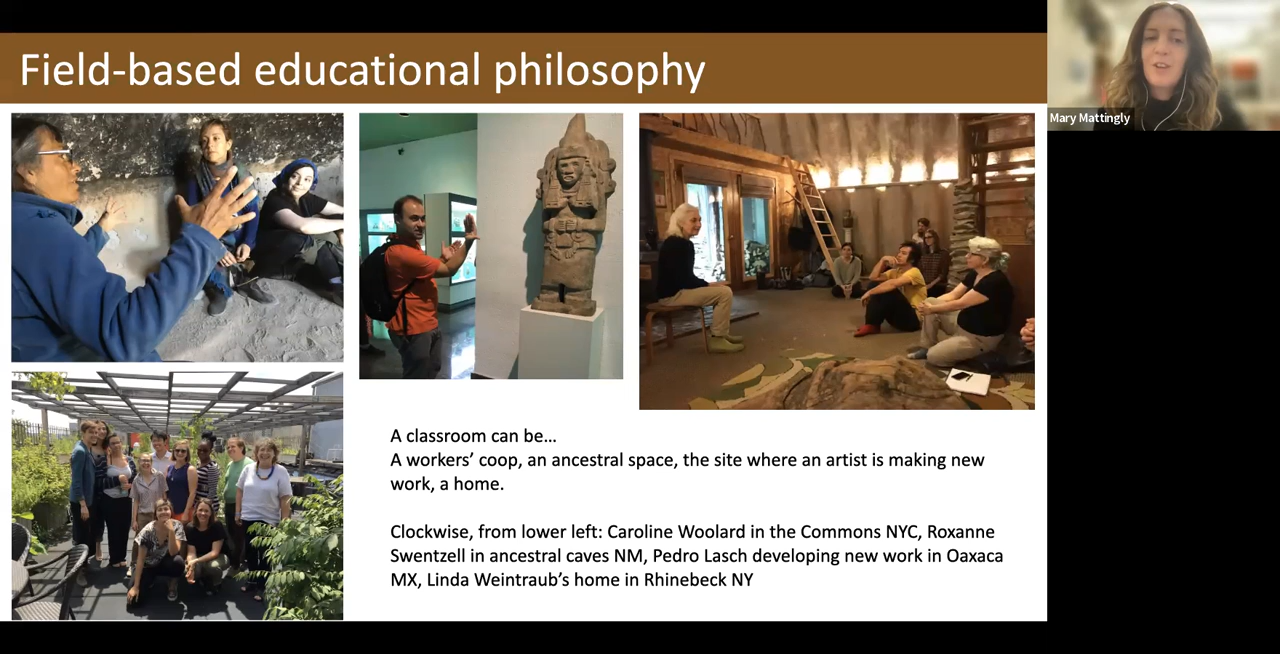 Field-based educational philosophy
Mary Mattingly
A classroom can be…
A workers’ coop, an ancestral space, the site where an artist is making new
work, a home.
Clockwise, from lower left: Caroline Woolard in the Commons NYC, Roxanne
Swentzell in ancestral caves NM, Pedro Lasch developing new work in Oaxaca
MX, Linda Weintraub’s home in Rhinebeck NY